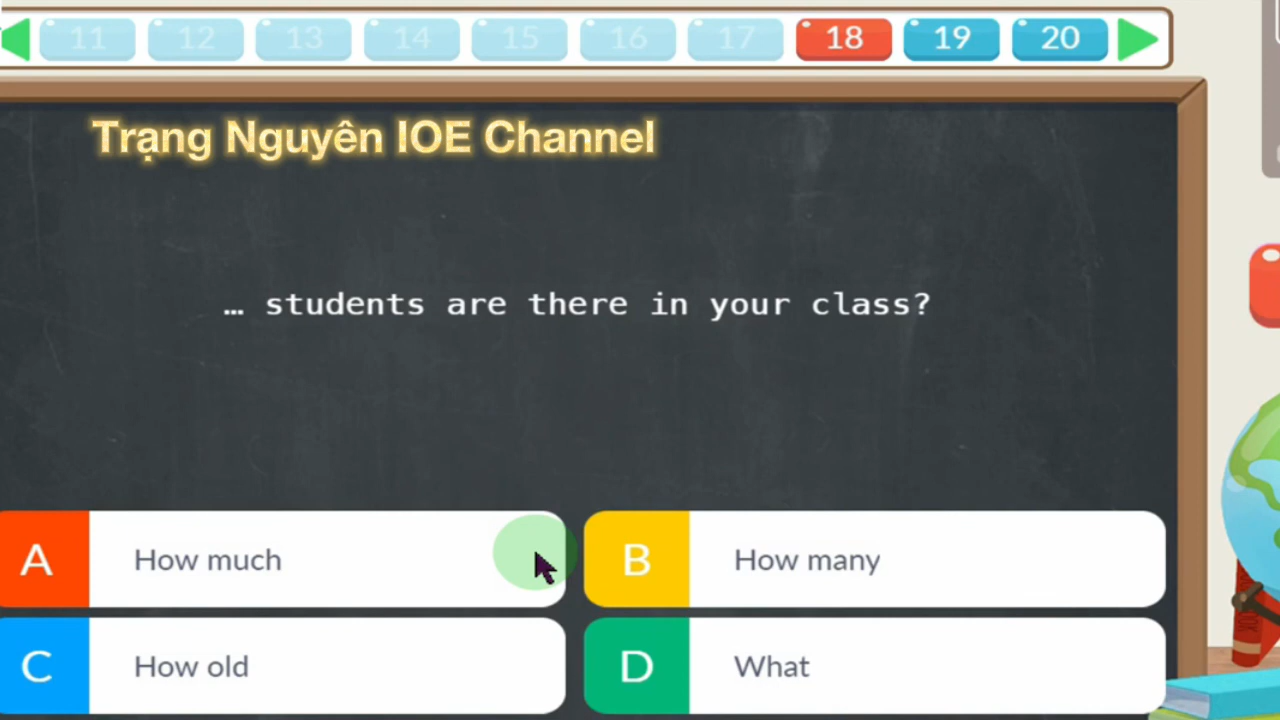 11 12 13 14 15 16 17 18 19 20
Trạng Nguyên IOE Channel
… students are there in your class?
A How much
B How many
C How old
D What